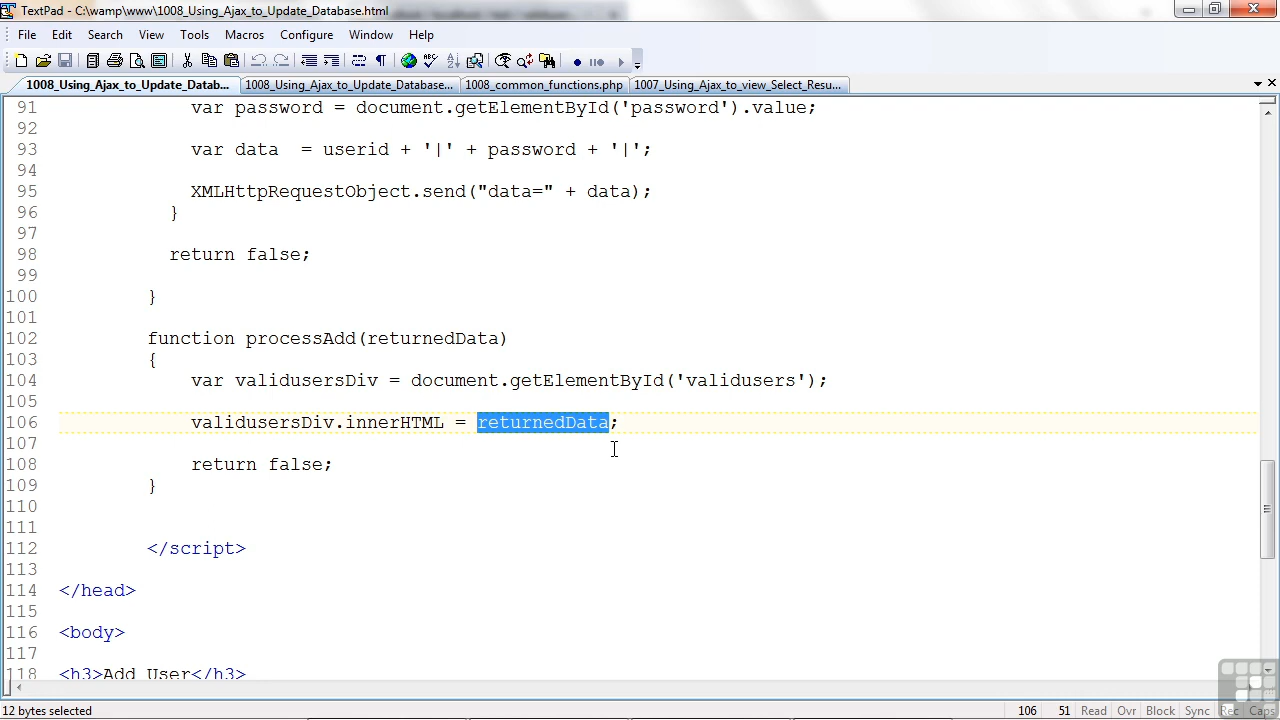 TextPad - C:\wamp\www\1008_Using_Ajax_to_Update_Database.html
File Edit Search View Tools Macros Configure Window Help
1008_Using_Ajax_to_Update_Datab... 1008_Using_Ajax_to_Update_Database... 1008_common_functions.php 1007_Using_Ajax_to_view_Select_Resu...
91 var password = document.getElementById('password').value;
92
93 var data  = userid + '|' + password + '|';
94
95 XMLHttpRequestObject.send("data=" + data);
96 }
97
98 return false;
99
100 }
101
102 function processAdd(returnedData)
103 {
104 var validusersDiv = document.getElementById('validusers');
105
106 validusersDiv.innerHTML = returnedData;
107
108 return false;
109 }
110
111
112 </script>
113
114 </head>
115
116 <body>
117
118 <h3>Add User</h3>
12 bytes selected 106 51 Read Ovr Block Sync Rec Caps